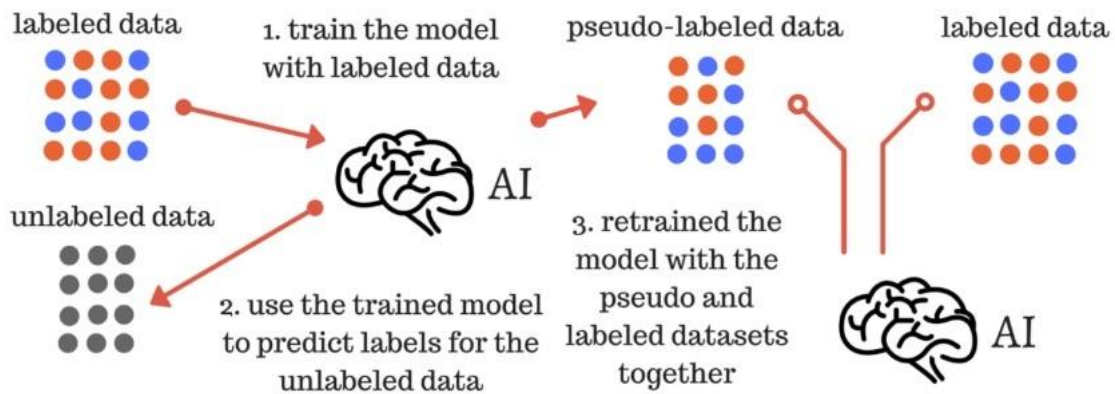 labeled data
1. train the model
with labeled data
pseudo-labeled data
labeled data
AI
unlabeled data
2. use the trained model
to predict labels for the
unlabeled data
3. retrained the
model with the
pseudo and
labeled datasets
together
AI